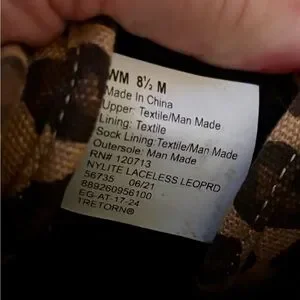 WM 8½ M
Made In China
Upper: Textile/Man Made
Lining: Textile
Sock Lining:Textile/Man Made
Outersole: Man Made
RN# 120713
NYLITE LACELESS LEOPRD
56735 06/21
889260956100
EG-AT-17-24
TRETORN®